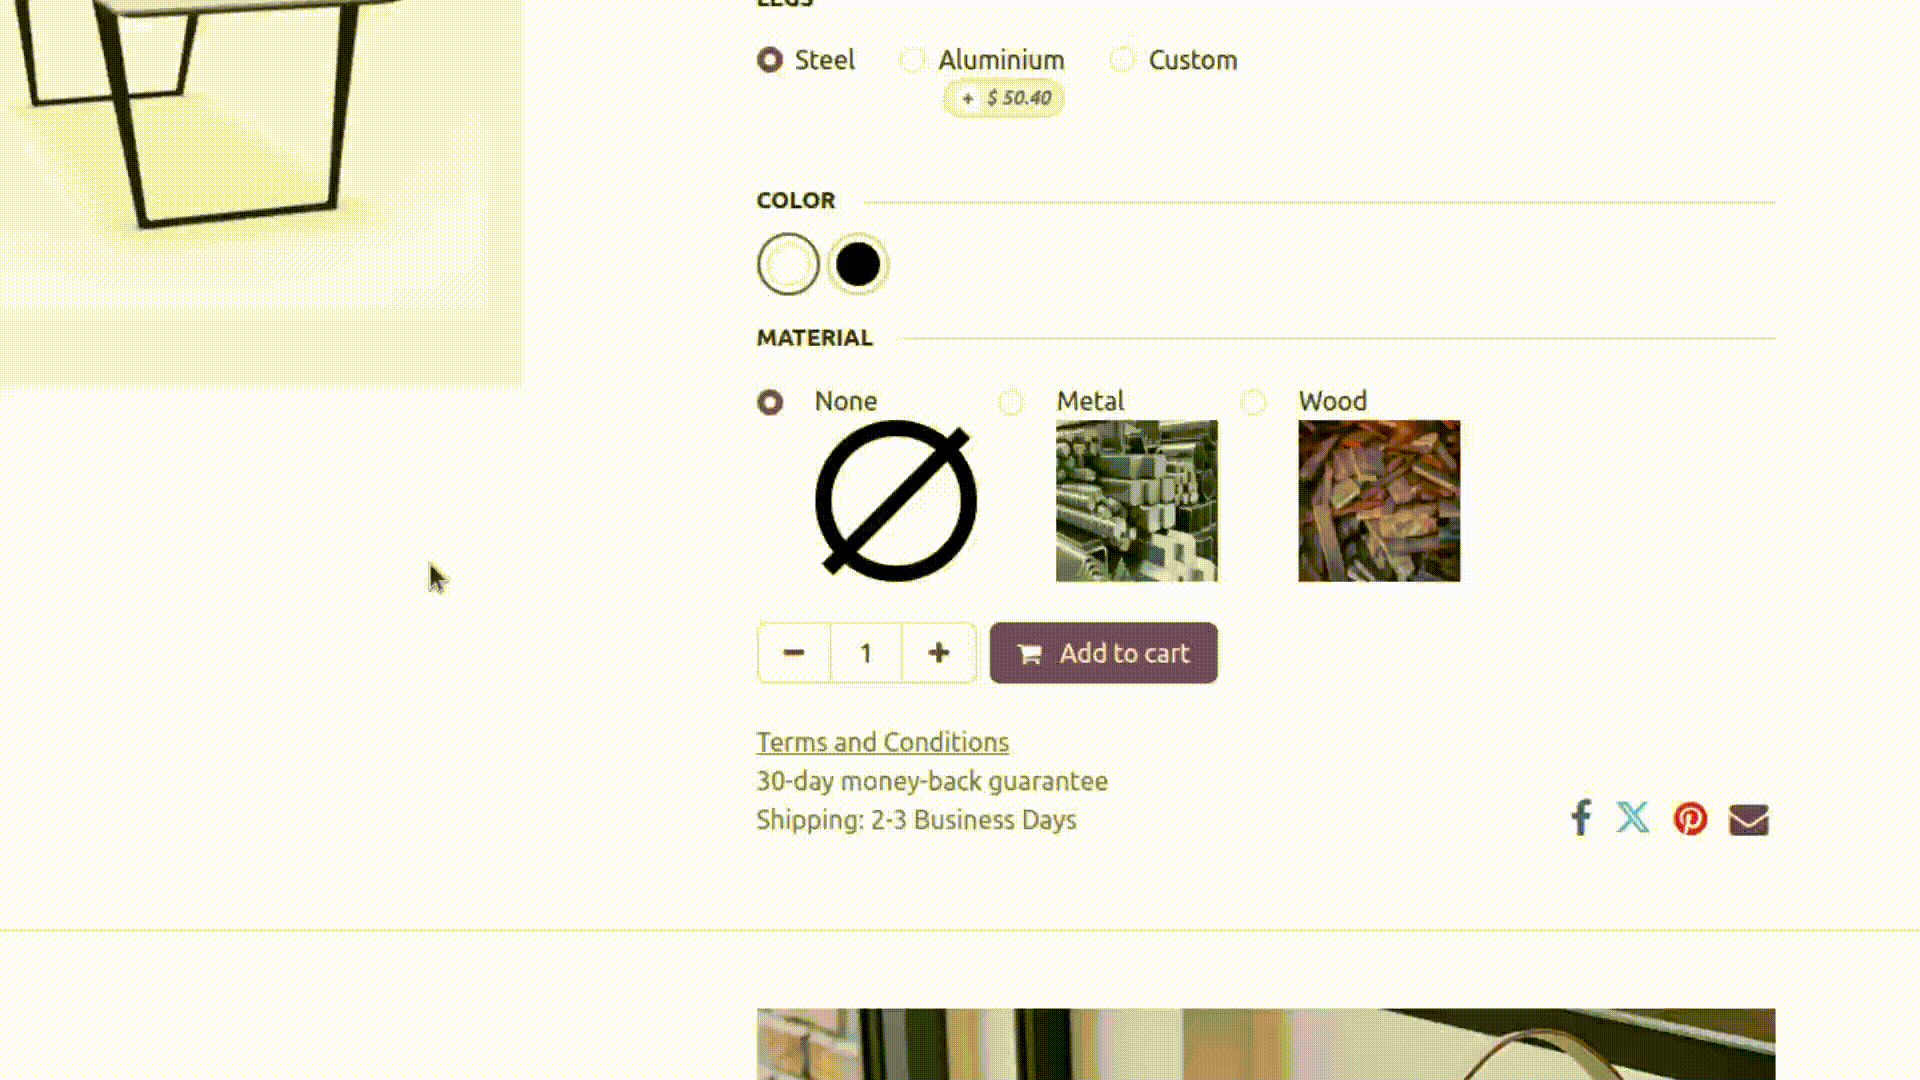 LEGS
Steel Aluminium Custom
+ $ 50.40
COLOR
MATERIAL
None Metal Wood
1 Add to cart
Terms and Conditions
30-day money-back guarantee
Shipping: 2-3 Business Days